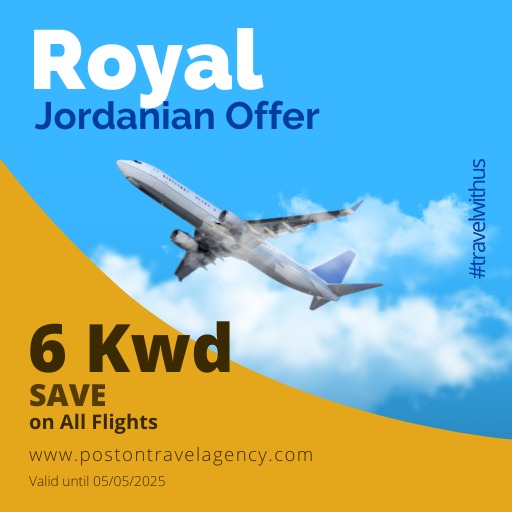 Royal
Jordanian Offer
#travelwithus
6 Kwd
SAVE
on All Flights
www.postontravelagency.com
Valid until 05/05/2025